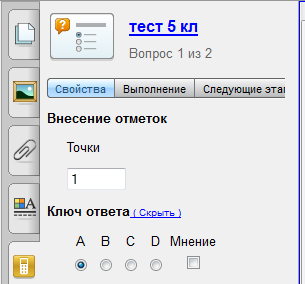 тест 5 кл
Вопрос 1 из 2
Свойства Выполнение Следующие эта
Внесение отметок
Точки
1
Ключ ответа ( Скрыть )
A B C D Мнение